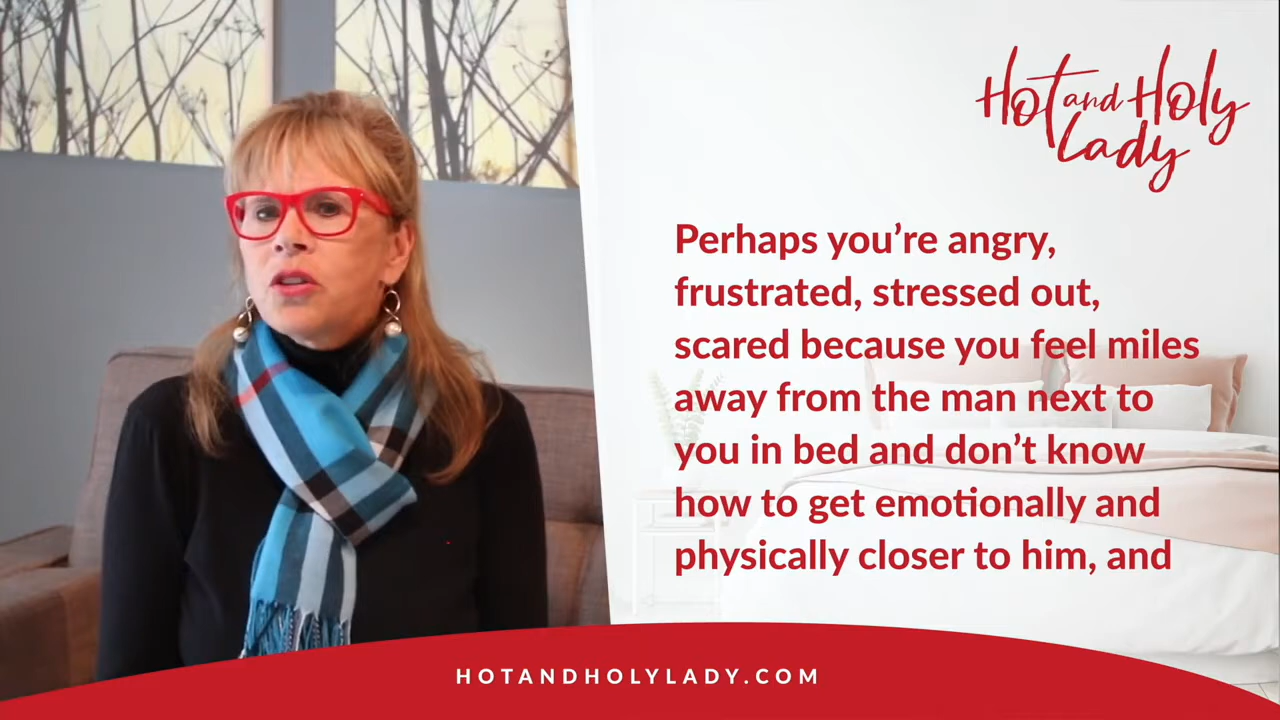 Hot and Holy
Lady
Perhaps you’re angry,
frustrated, stressed out,
scared because you feel miles
away from the man next to
you in bed and don’t know
how to get emotionally and
physically closer to him, and
HOTANDHOLYLADY.COM